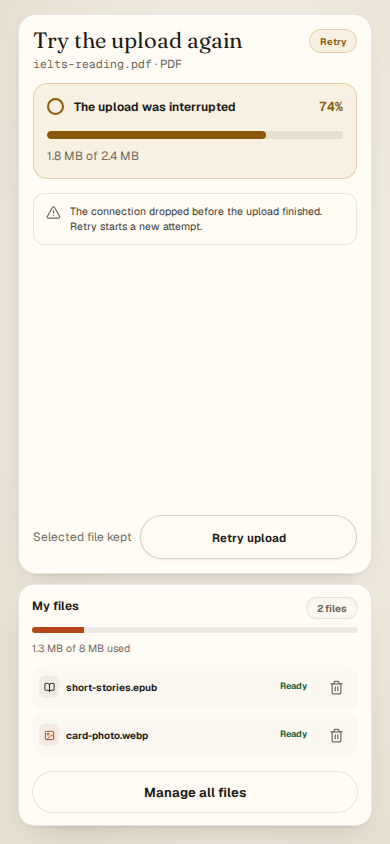 Try the upload again
Retry
ielts-reading.pdf · PDF
The upload was interrupted
74%
1.8 MB of 2.4 MB
The connection dropped before the upload finished.
Retry starts a new attempt.
Selected file kept
Retry upload
My files
2 files
1.3 MB of 8 MB used
short-stories.epub
Ready
card-photo.webp
Ready
Manage all files